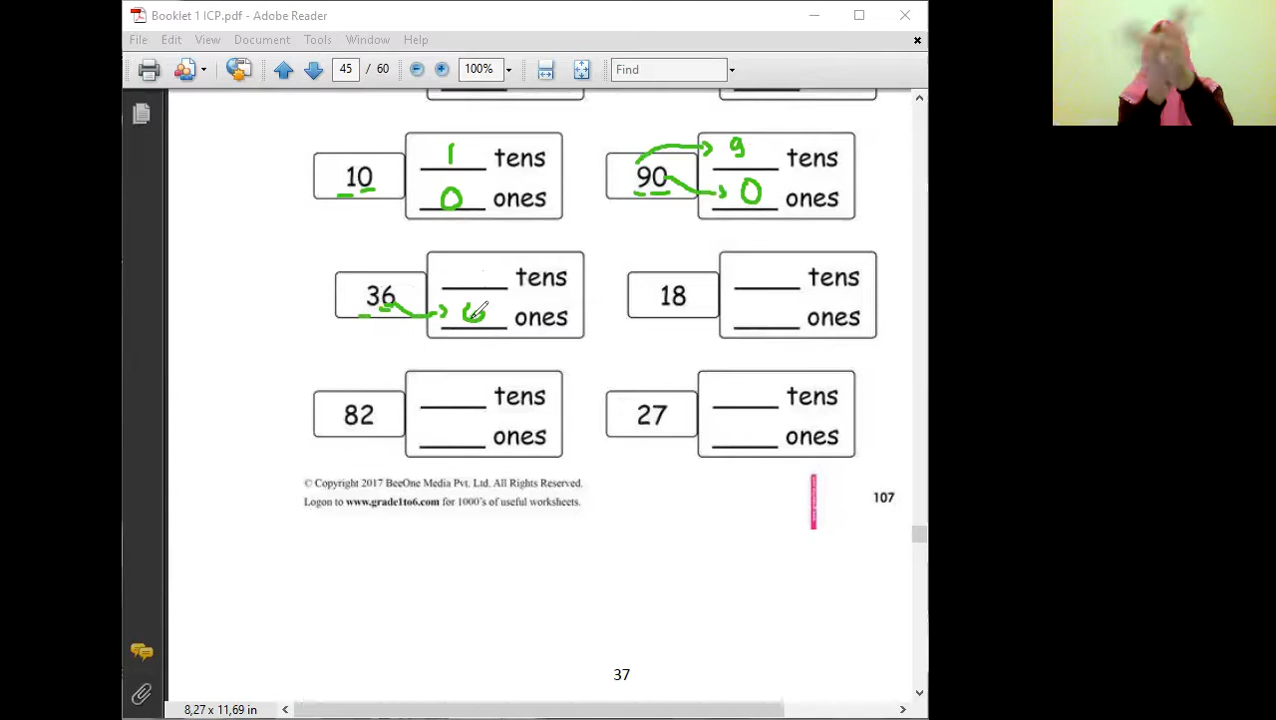 Booklet 1 ICP.pdf - Adobe Reader
File Edit View Document Tools Window Help
45 / 60 100% Find
10 1 tens
0 ones
90 9 tens
0 ones
36 tens
6 ones
18 tens
ones
82 tens
ones
27 tens
ones
© Copyright 2017 BeeOne Media Pvt. Ltd. All Rights Reserved.
Logon to www.grade1to6.com for 1000's of useful worksheets.
107
37
8,27 x 11,69 in